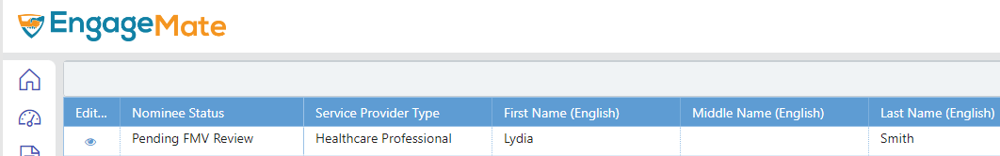 EngageMate
Edit... Nominee Status Service Provider Type First Name (English) Middle Name (English) Last Name (English)
Pending FMV Review Healthcare Professional Lydia Smith